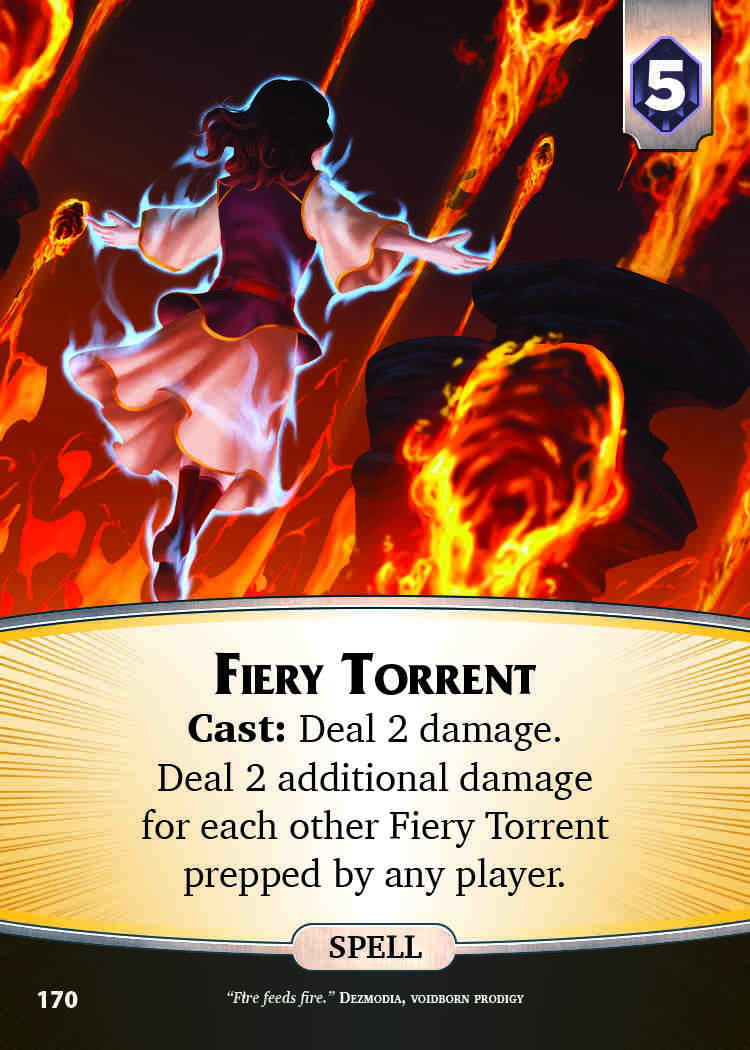 5
Fiery Torrent
Cast: Deal 2 damage.
Deal 2 additional damage
for each other Fiery Torrent
prepped by any player.
SPELL
170
“Fire feeds fire.” Dezmodia, voidborn prodigy